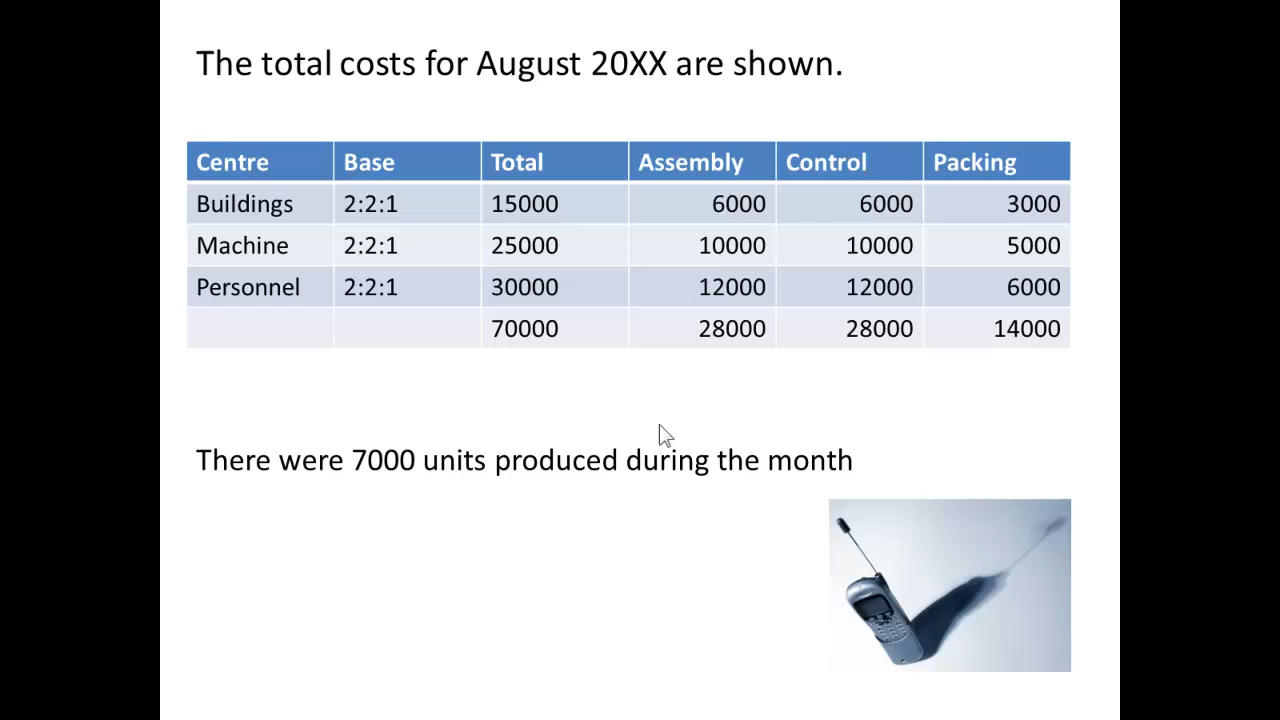 The total costs for August 20XX are shown.
Centre Base Total Assembly Control Packing
Buildings 2:2:1 15000 6000 6000 3000
Machine 2:2:1 25000 10000 10000 5000
Personnel 2:2:1 30000 12000 12000 6000
70000 28000 28000 14000
There were 7000 units produced during the month